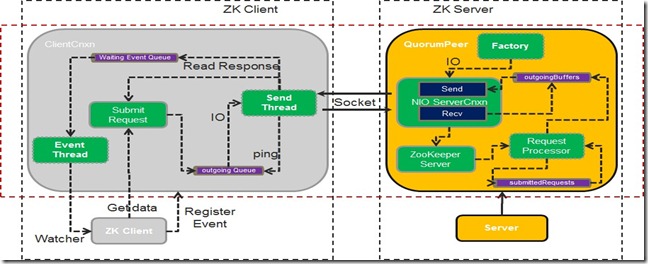 ZK Client
ZK Server
ClientCnxn
Waiting Event Queue
Read Response
Submit
Request
IO
Send
Thread
Event
Thread
ping
outgoing Queue
Get data
Register
Event
Watcher
ZK Client
Socket
QuorumPeer
Factory
IO
Send
outgoingBuffers
NIO ServerCnxn
Recv
ZooKeeper
Server
Request
Processor
submittedRequests
Server